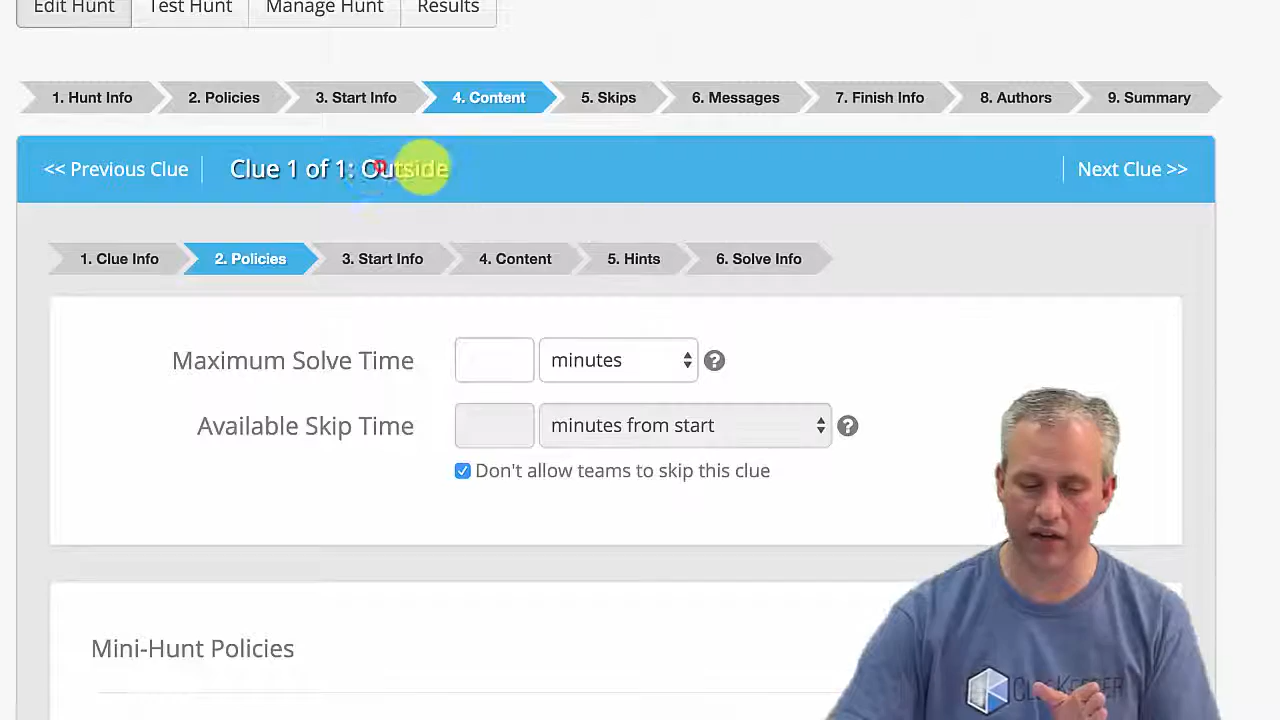 Edit Hunt Test Hunt Manage Hunt Results
1. Hunt Info 2. Policies 3. Start Info 4. Content 5. Skips 6. Messages 7. Finish Info 8. Authors 9. Summary
<< Previous Clue Clue 1 of 1: Outside Next Clue >>
1. Clue Info 2. Policies 3. Start Info 4. Content 5. Hints 6. Solve Info
Maximum Solve Time minutes ?
Available Skip Time minutes from start ?
Don't allow teams to skip this clue
Mini-Hunt Policies